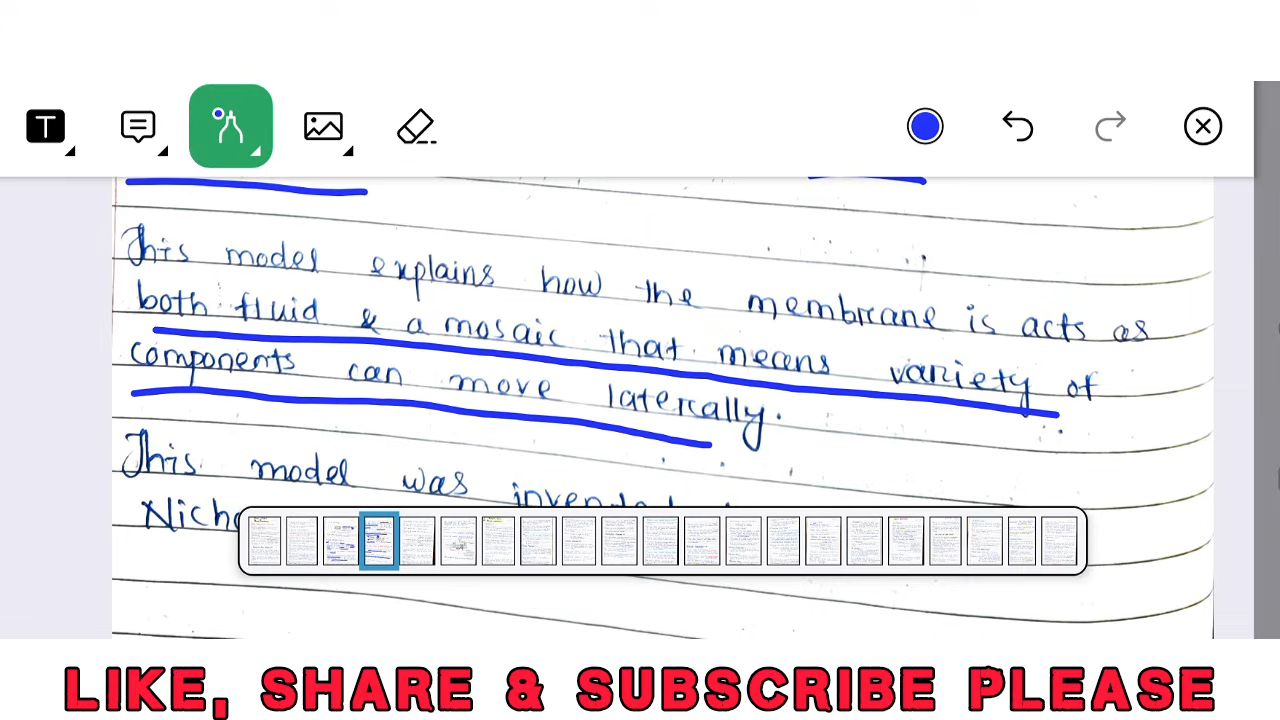 T
This model explains how the membrane is acts as
both fluid & a mosaic that means variety of
components can move laterally.
This model was invented
LIKE, SHARE & SUBSCRIBE PLEASE